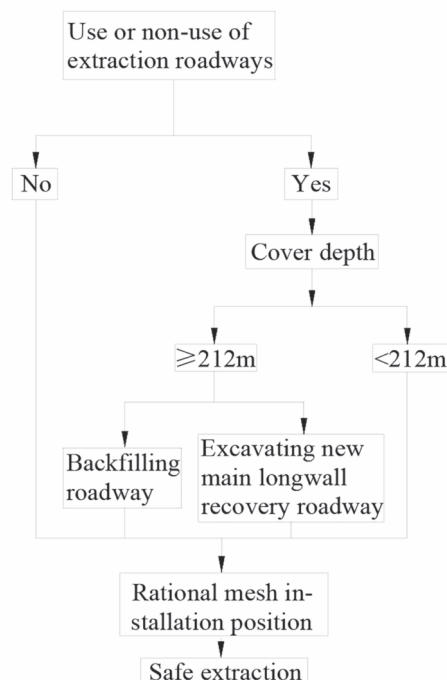 Use or non-use of
extraction roadways
No
Yes
Cover depth
≥212m
<212m
Backfilling
roadway
Excavating new
main longwall
recovery roadway
Rational mesh in-
stallation position
Safe extraction